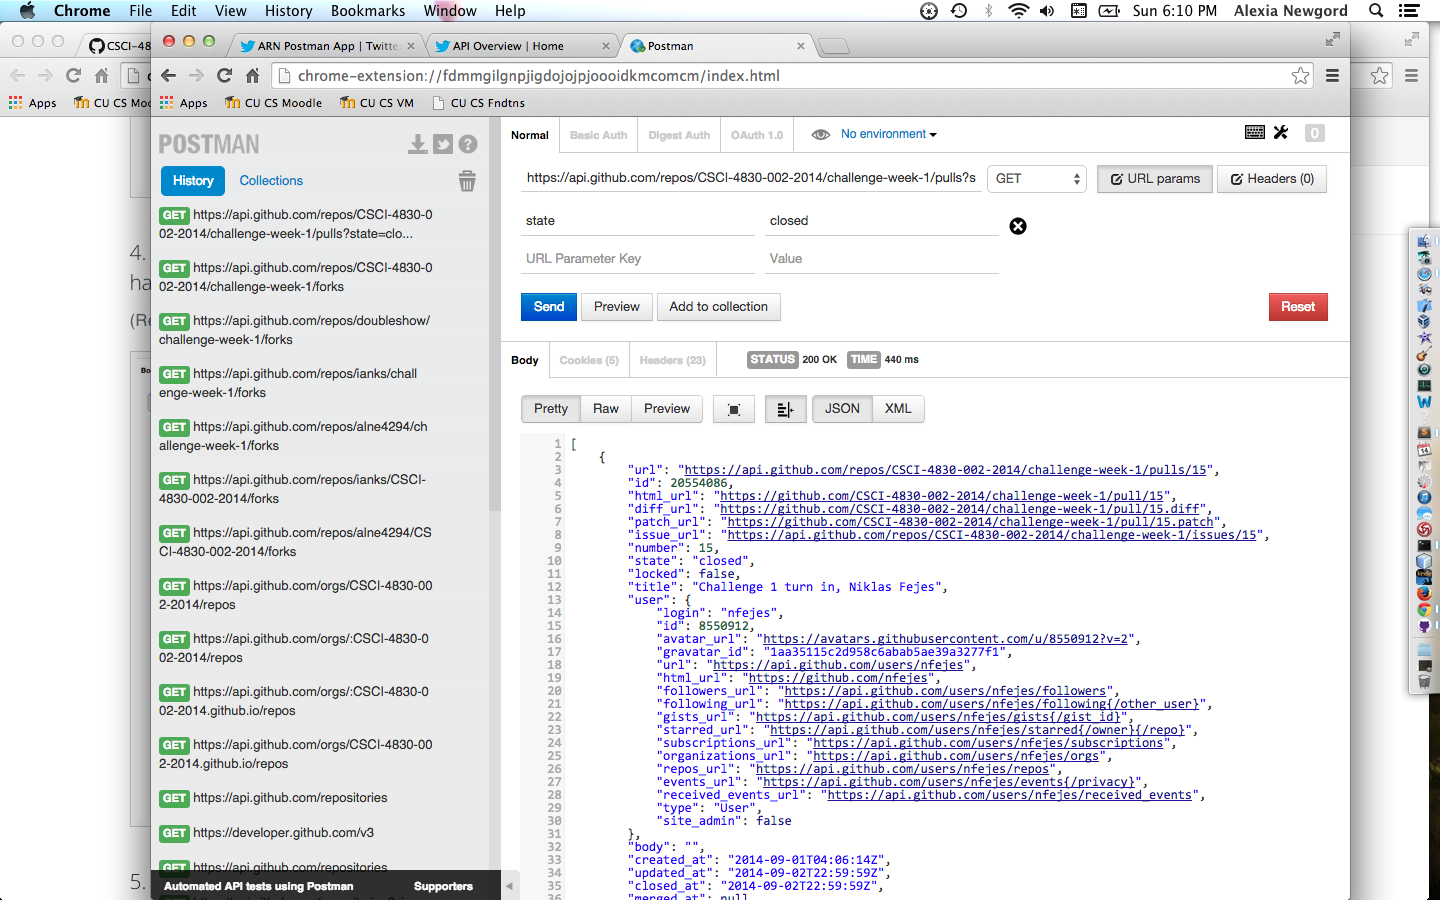 Chrome File Edit View History Bookmarks Window Help Sun 6:10 PM Alexia Newgord
CSCI-48
ARN Postman App | Twitte
API Overview | Home
Postman
chrome-extension://fdmmgilgnpjigdojojpjoooidkmcomcm/index.html
Apps CU CS Moo
Apps CU CS Moodle CU CS VM CU CS Fndtns
4.
ha
(Re
Bo
5.
POSTMAN
History Collections
GET https://api.github.com/repos/CSCI-4830-0
02-2014/challenge-week-1/pulls?state=clo...
GET https://api.github.com/repos/CSCI-4830-0
02-2014/challenge-week-1/forks
GET https://api.github.com/repos/doubleshow/
challenge-week-1/forks
GET https://api.github.com/repos/ianks/chall
enge-week-1/forks
GET https://api.github.com/repos/alne4294/ch
allenge-week-1/forks
GET https://api.github.com/repos/ianks/CSCI-
4830-002-2014/forks
GET https://api.github.com/repos/alne4294/CS
CI-4830-002-2014/forks
GET https://api.github.com/orgs/CSCI-4830-00
2-2014/repos
GET https://api.github.com/orgs/:CSCI-4830-0
02-2014/repos
GET https://api.github.com/orgs/:CSCI-4830-0
02-2014.github.io/repos
GET https://api.github.com/orgs/CSCI-4830-00
2-2014.github.io/repos
GET https://api.github.com/repositories
GET https://developer.github.com/v3
GET https://api.github.com/repositories
Automated API tests using Postman Supporters
Normal Basic Auth Digest Auth OAuth 1.0 No environment 0
https://api.github.com/repos/CSCI-4830-002-2014/challenge-week-1/pulls?s GET URL params Headers (0)
state closed
URL Parameter Key Value
Send Preview Add to collection Reset
Body Cookies (5) Headers (23) STATUS 200 OK TIME 440 ms
Pretty Raw Preview JSON XML
1 [
2 {
3 "url": "https://api.github.com/repos/CSCI-4830-002-2014/challenge-week-1/pulls/15",
4 "id": 20554086,
5 "html_url": "https://github.com/CSCI-4830-002-2014/challenge-week-1/pull/15",
6 "diff_url": "https://github.com/CSCI-4830-002-2014/challenge-week-1/pull/15.diff",
7 "patch_url": "https://github.com/CSCI-4830-002-2014/challenge-week-1/pull/15.patch",
8 "issue_url": "https://api.github.com/repos/CSCI-4830-002-2014/challenge-week-1/issues/15",
9 "number": 15,
10 "state": "closed",
11 "locked": false,
12 "title": "Challenge 1 turn in, Niklas Fejes",
13 "user": {
14 "login": "nfejes",
15 "id": 8550912,
16 "avatar_url": "https://avatars.githubusercontent.com/u/8550912?v=2",
17 "gravatar_id": "1aa35115c2d958c6abab5ae39a3277f1",
18 "url": "https://api.github.com/users/nfejes",
19 "html_url": "https://github.com/nfejes",
20 "followers_url": "https://api.github.com/users/nfejes/followers",
21 "following_url": "https://api.github.com/users/nfejes/following{/other_user}",
22 "gists_url": "https://api.github.com/users/nfejes/gists{/gist_id}",
23 "starred_url": "https://api.github.com/users/nfejes/starred{/owner}{/repo}",
24 "subscriptions_url": "https://api.github.com/users/nfejes/subscriptions",
25 "organizations_url": "https://api.github.com/users/nfejes/orgs",
26 "repos_url": "https://api.github.com/users/nfejes/repos",
27 "events_url": "https://api.github.com/users/nfejes/events{/privacy}",
28 "received_events_url": "https://api.github.com/users/nfejes/received_events",
29 "type": "User",
30 "site_admin": false
31 },
32 "body": "",
33 "created_at": "2014-09-01T04:06:14Z",
34 "updated_at": "2014-09-02T22:59:59Z",
35 "closed_at": "2014-09-02T22:59:59Z",
36 "merged_at": null